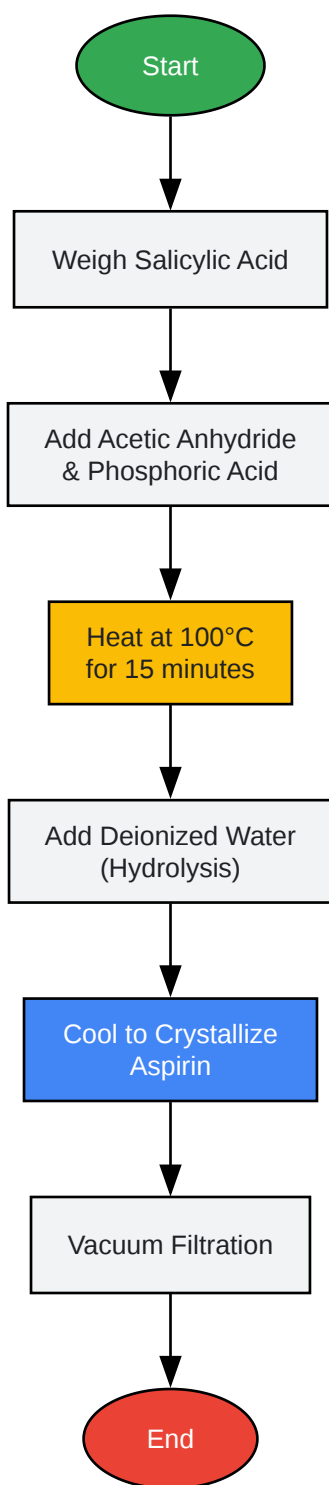 Start
Weigh Salicylic Acid
Add Acetic Anhydride
& Phosphoric Acid
Heat at 100°C
for 15 minutes
Add Deionized Water
(Hydrolysis)
Cool to Crystallize
Aspirin
Vacuum Filtration
End